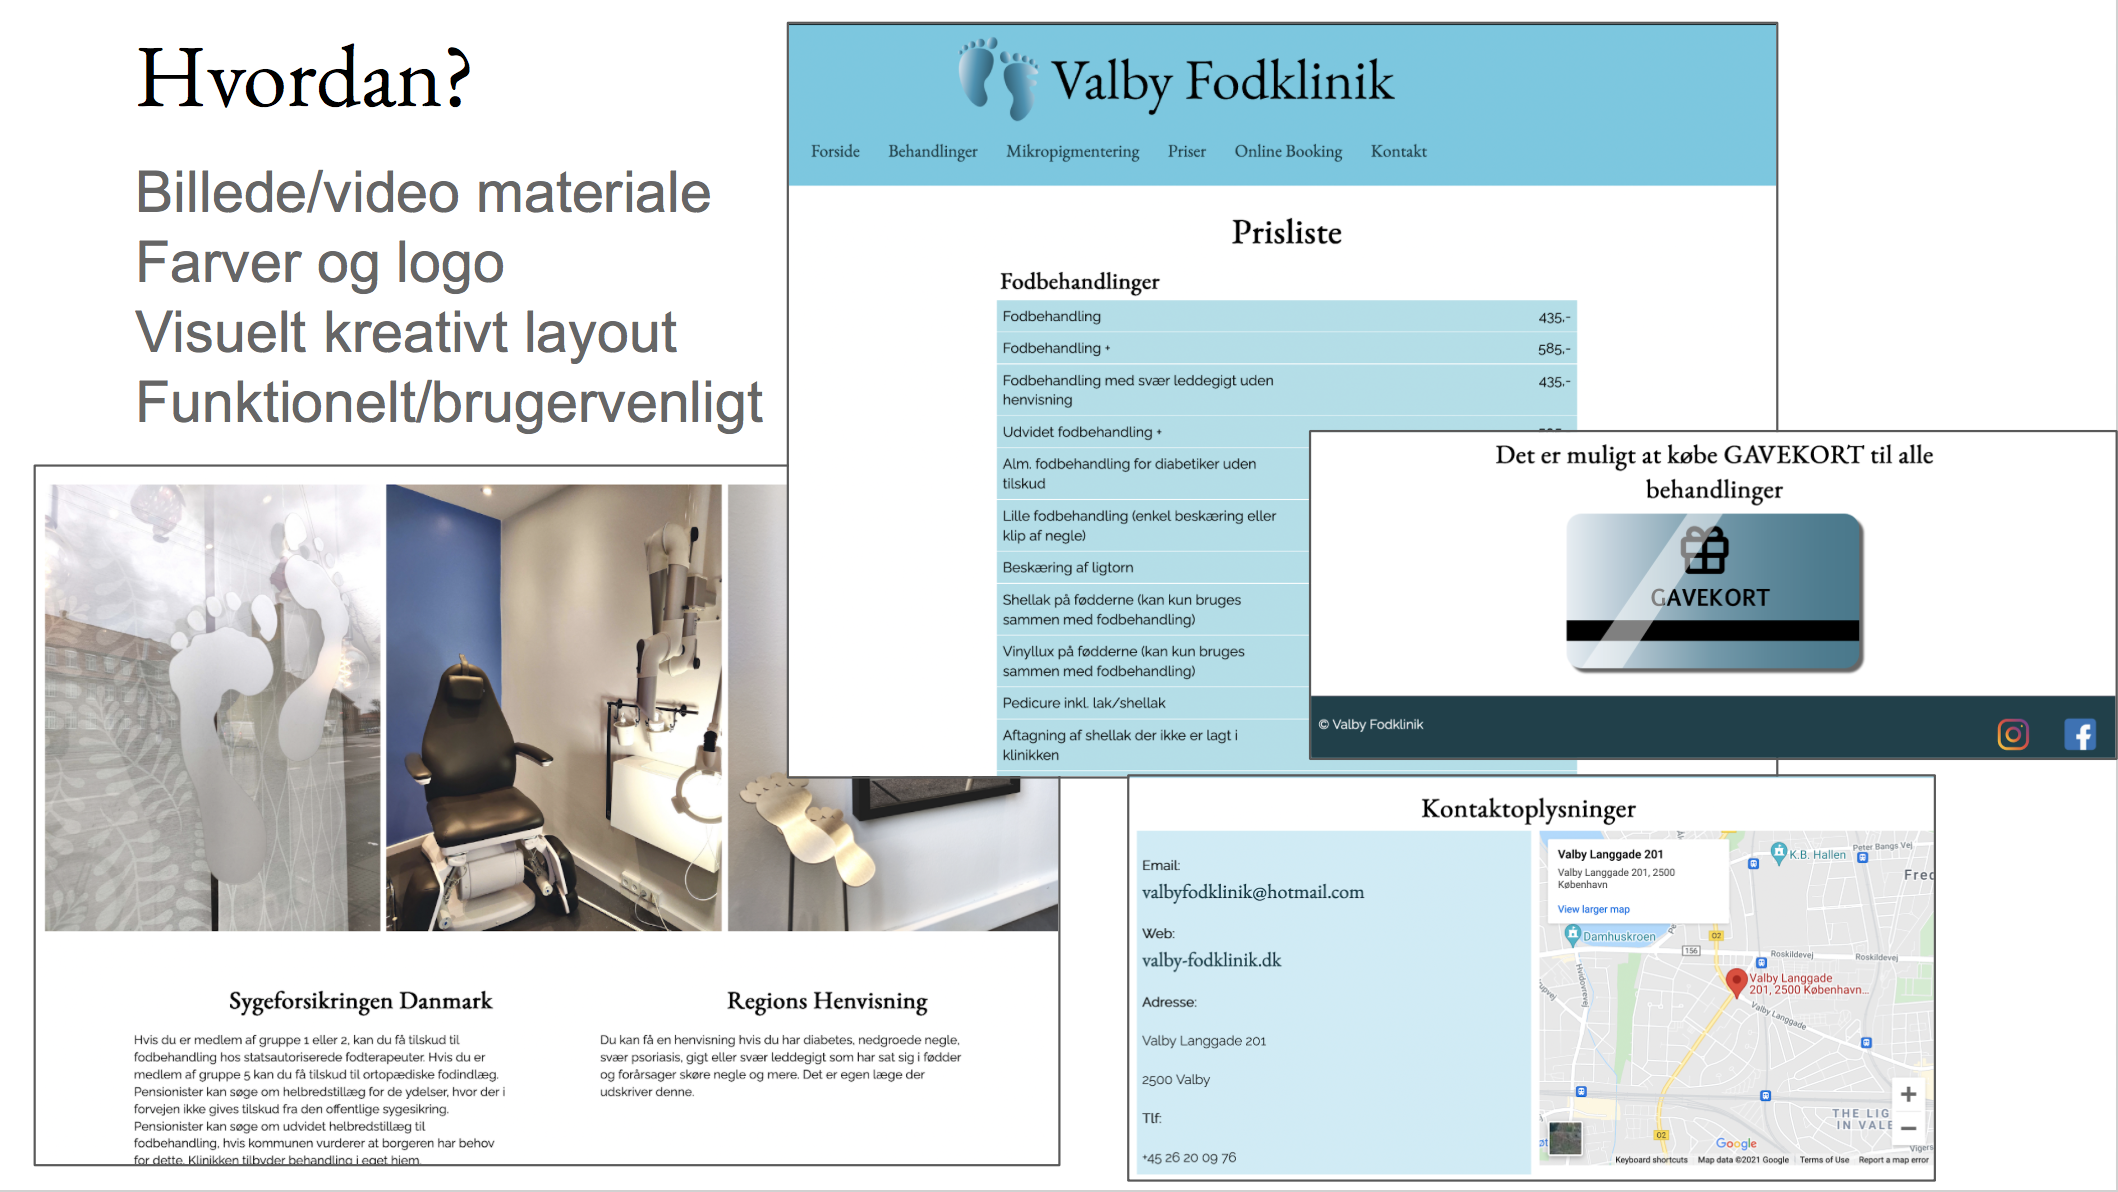 Hvordan?
Billede/video materiale
Farver og logo
Visuelt kreativt layout
Funktionelt/brugervenligt
Valby Fodklinik
Forside Behandlinger Mikropigmentering Priser Online Booking Kontakt
Prisliste
Fodbehandlinger
Fodbehandling 435,-
Fodbehandling + 585,-
Fodbehandling med svær leddegigt uden 435,-
henvisning
Udvidet fodbehandling +
Alm. fodbehandling for diabetiker uden
tilskud
Lille fodbehandling (enkel beskæring eller
klip af negle)
Beskæring af ligtorn
Shellak på fødderne (kan kun bruges
sammen med fodbehandling)
Vinyllux på fødderne (kan kun bruges
sammen med fodbehandling)
Pedicure inkl. lak/shellak
Aftagning af shellak der ikke er lagt i
klinikken
Det er muligt at købe GAVEKORT til alle
behandlinger
GAVEKORT
© Valby Fodklinik
Sygeforsikringen Danmark
Hvis du er medlem af gruppe 1 eller 2, kan du få tilskud til
fodbehandling hos statsautoriserede fodterapeuter. Hvis du er
medlem af gruppe 5 kan du få tilskud til ortopædiske fodindlæg.
Pensionister kan søge om helbredstillæg for de ydelser, hvor der i
forvejen ikke gives tilskud fra den offentlige sygesikring.
Pensionister kan søge om udvidet helbredstillæg til
fodbehandling, hvis kommunen vurderer at borgeren har behov
for dette. Klinikken tilbyder behandling i eget hjem.
Regions Henvisning
Du kan få en henvisning hvis du har diabetes, nedgroede negle,
svær psoriasis, gigt eller svær leddegigt som har sat sig i fødder
og forårsager skøre negle og mere. Det er egen læge der
udskriver denne.
Kontaktoplysninger
Email:
valbyfodklinik@hotmail.com
Web:
valby-fodklinik.dk
Adresse:
Valby Langgade 201
2500 Valby
Tlf:
+45 26 20 09 76
Valby Langgade 201
Valby Langgade 201, 2500
København
View larger map
K.B. Hallen
Peter Bangs Vej
Fred
Damhuskroen
O2
156
Roskildevej
Roskildevej
Hvidovrevej
Valby Langgade
201, 2500 København...
Valby Langgade
THE LIG
IN VALE
O2
Vigers
Google
Keyboard shortcuts Map data ©2021 Google Terms of Use Report a map error